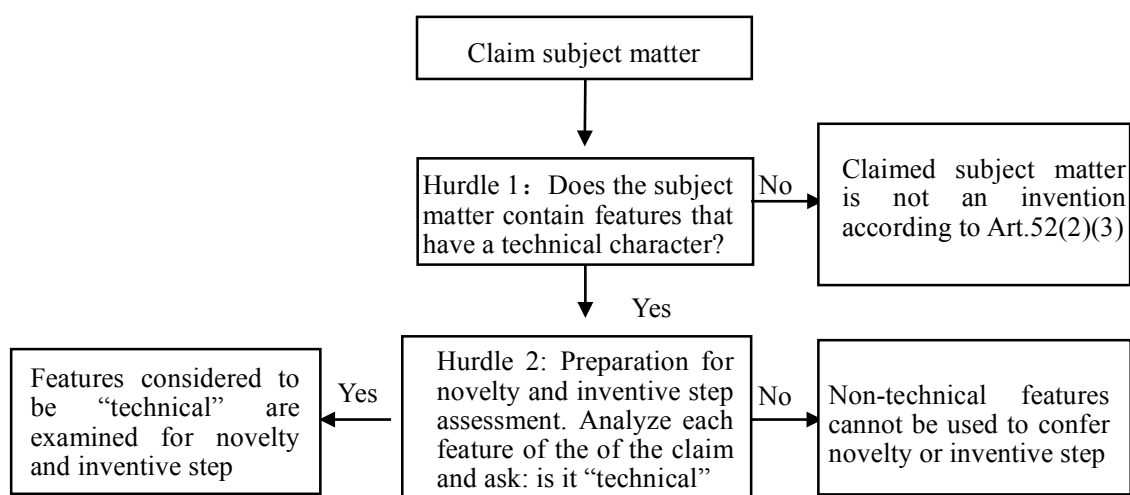 Claim subject matter
Hurdle 1：Does the subject
matter contain features that
have a technical character?
No
Claimed subject matter
is not an invention
according to Art.52(2)(3)
Yes
Features considered to
be “technical” are
examined for novelty
and inventive step
Yes
Hurdle 2: Preparation for
novelty and inventive step
assessment. Analyze each
feature of the of the claim
and ask: is it “technical”
No
Non-technical features
cannot be used to confer
novelty or inventive step